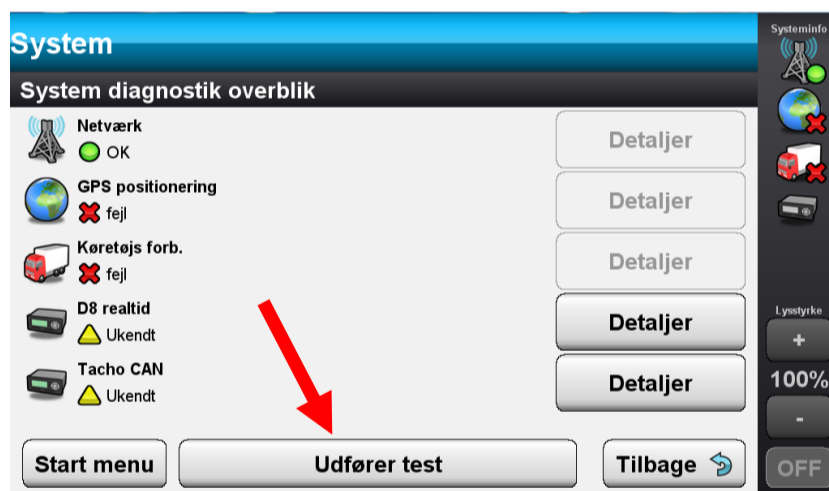 System
System diagnostik overblik
Netværk
OK
Detaljer
GPS positionering
fejl
Detaljer
Køretøjs forb.
fejl
Detaljer
D8 realtid
Ukendt
Detaljer
Tacho CAN
Ukendt
Detaljer
Start menu
Udfører test
Tilbage
Systeminfo
Lysstyrke
+
100%
-
OFF